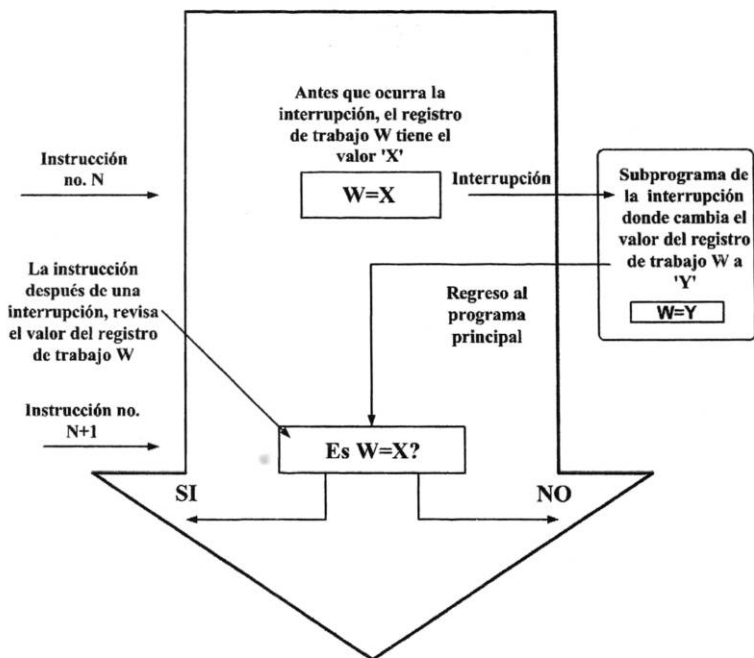 Antes que ocurra la
interrupción, el registro
de trabajo W tiene el
valor 'X'
Instrucción
no. N
W=X
Interrupción
Subprograma de
la interrupción
donde cambia el
valor del registro
de trabajo W a
'Y'
W=Y
La instrucción
después de una
interrupción, revisa
el valor del registro
de trabajo W
Regreso al
programa
principal
Instrucción no.
N+1
Es W=X?
SI
NO